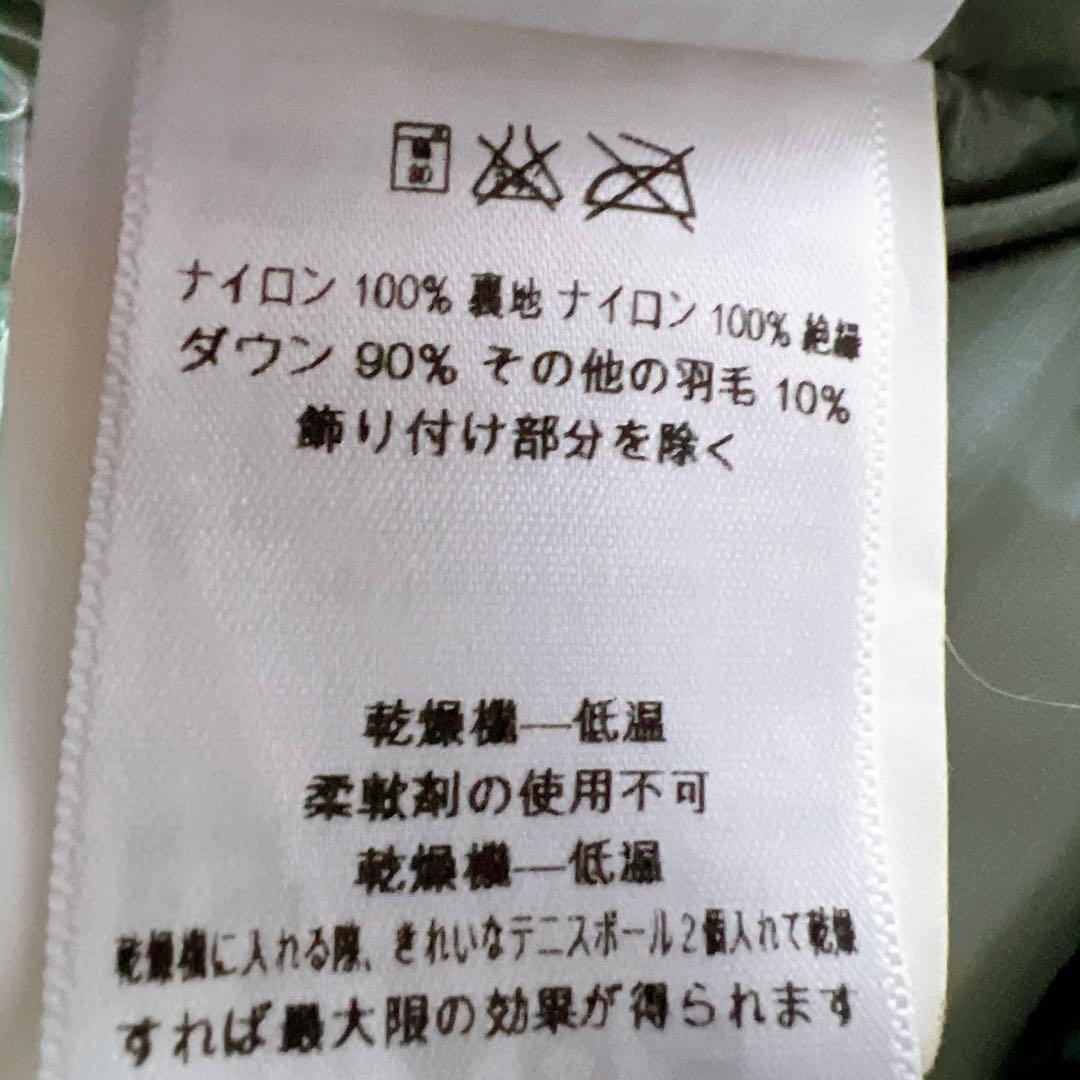 ナイロン 100% 裏地 ナイロン 100% 絶縁
ダウン 90% その他の羽毛 10%
飾り付け部分を除く
乾燥機—低温
柔軟剤の使用不可
乾燥機—低温
乾燥機に入れる際、きれいなテニスボール2個入れて乾燥
すれば最大限の効果が得られます